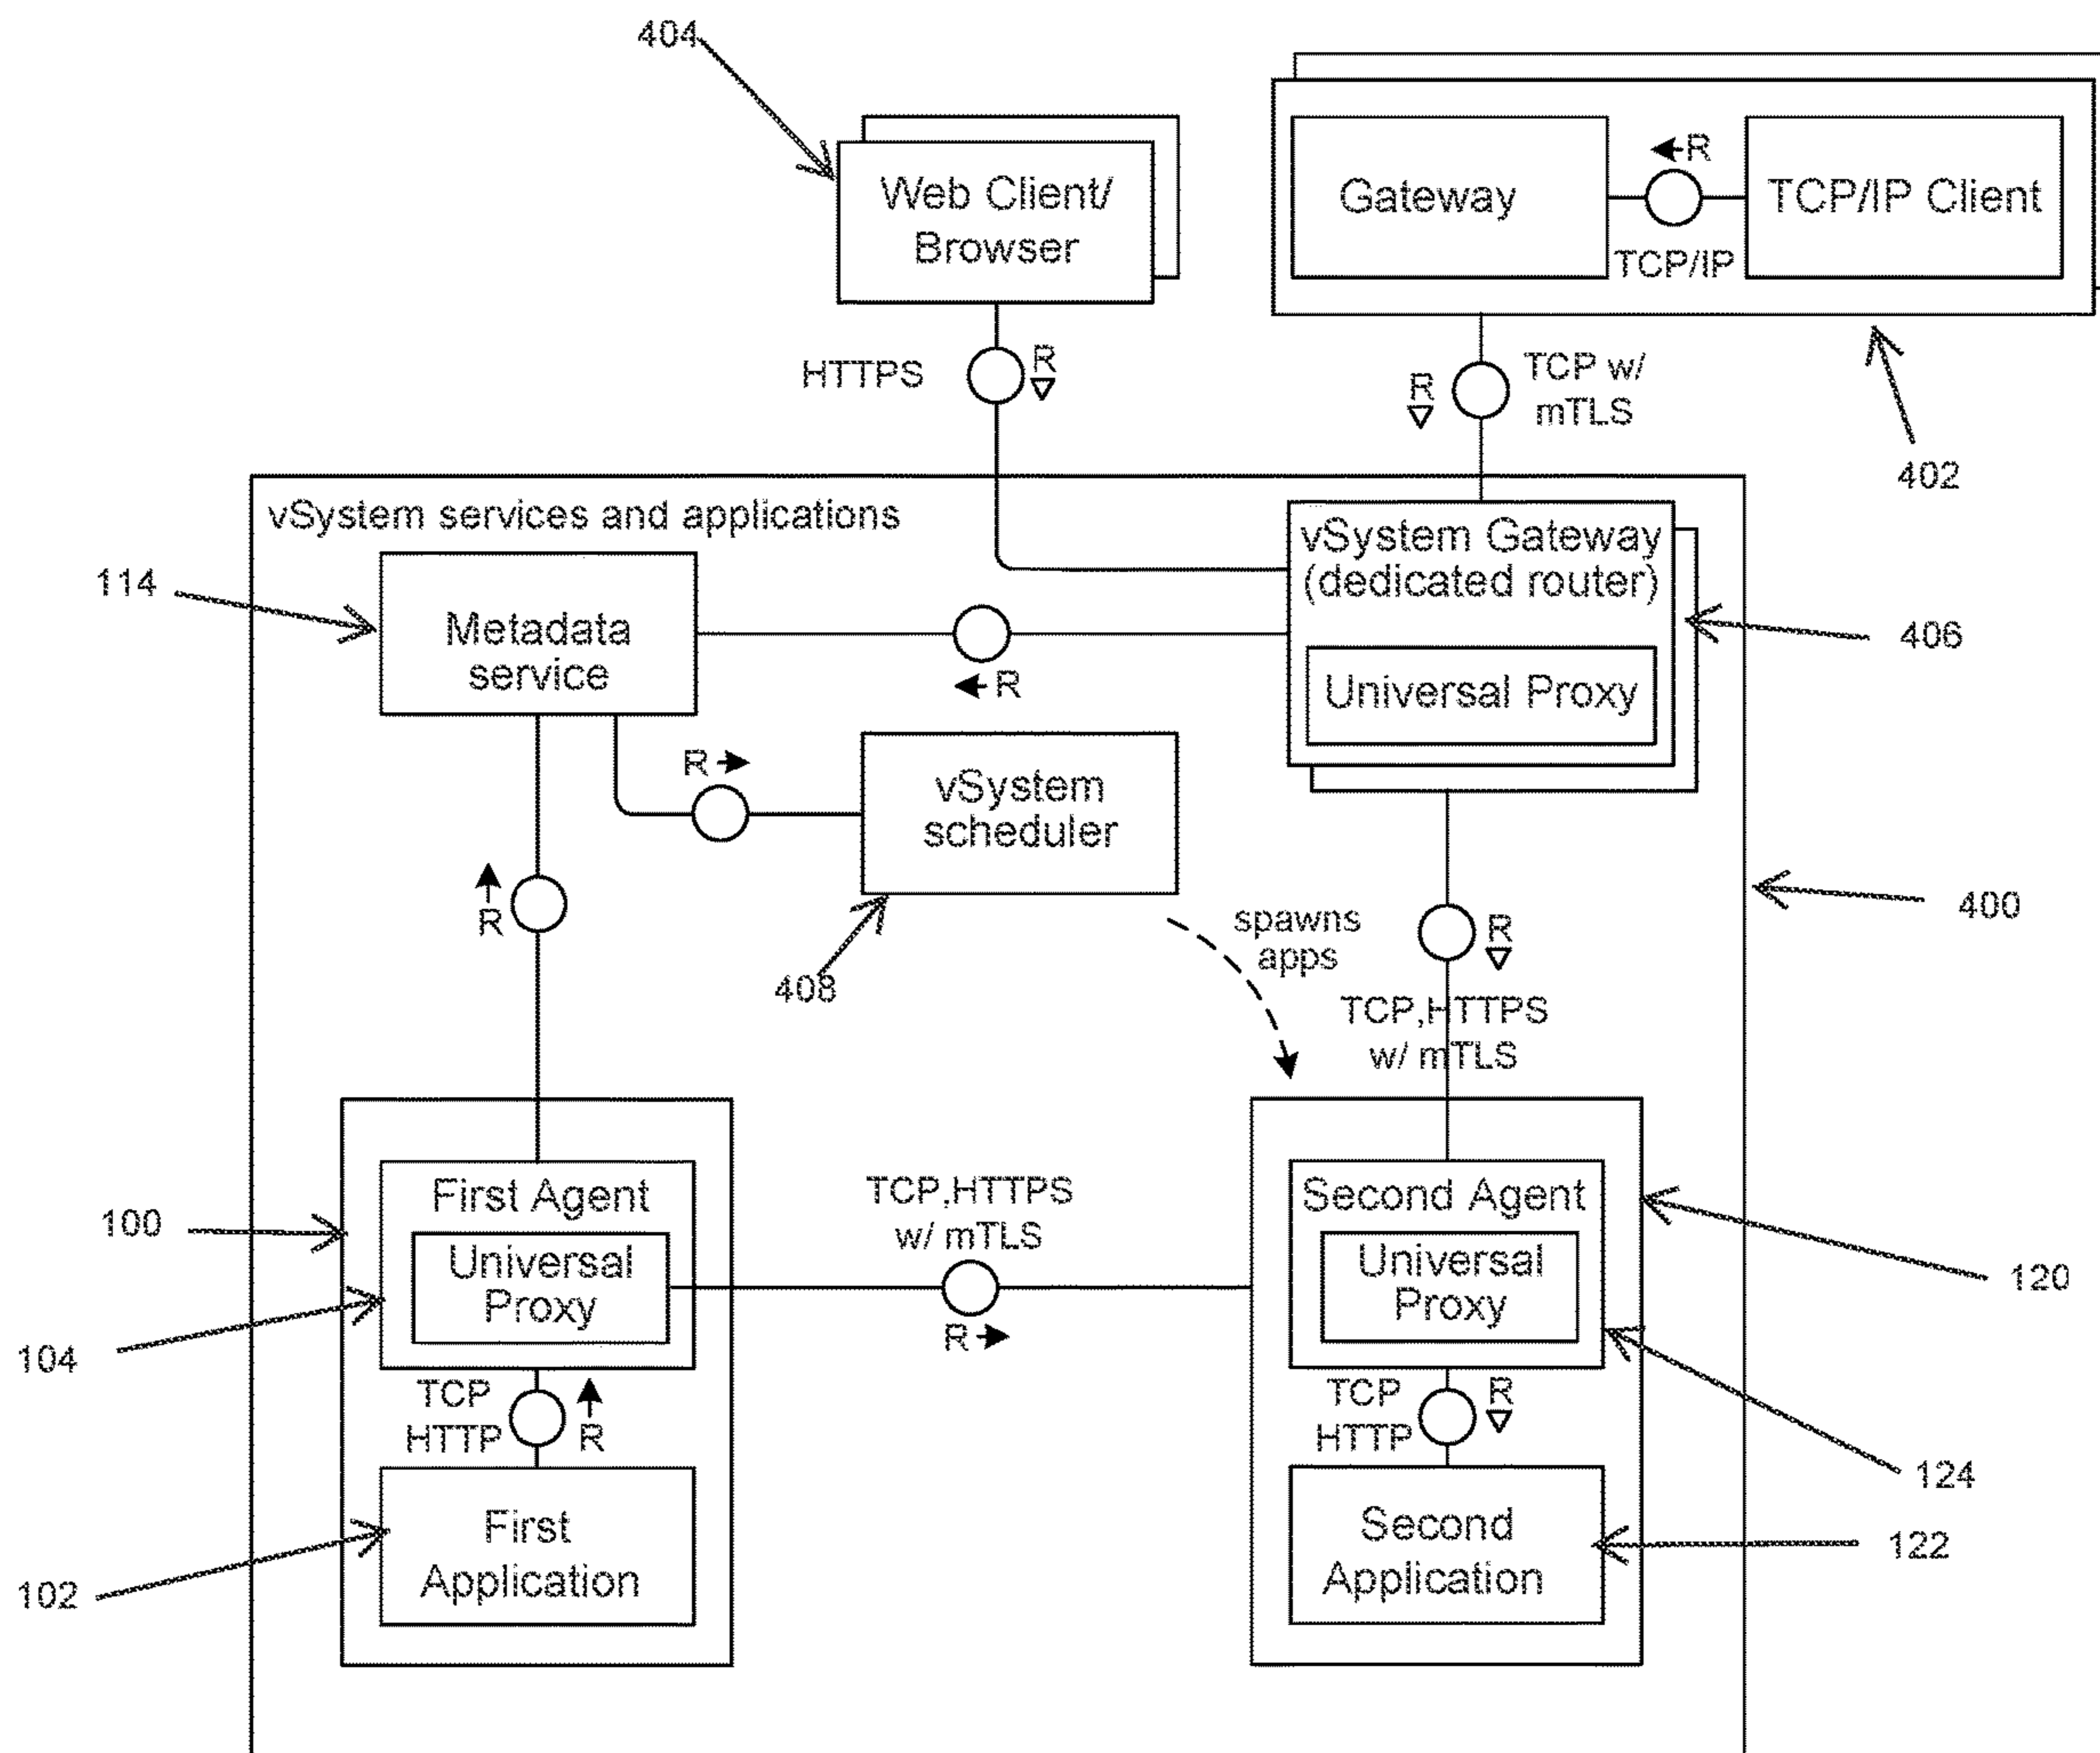 404
Web Client/
Browser
Gateway
R
TCP/IP
TCP/IP Client
HTTPS
R
R
TCP w/
mTLS
402
vSystem services and applications
114
Metadata
service
R
vSystem Gateway
(dedicated router)
Universal Proxy
406
R
vSystem
scheduler
408
R
spawns
apps
R
TCP,HTTPS
w/ mTLS
400
100
First Agent
Universal
Proxy
104
TCP
HTTP
R
First
Application
102
TCP,HTTPS
w/ mTLS
R
Second Agent
Universal
Proxy
120
124
TCP
HTTP
R
Second
Application
122